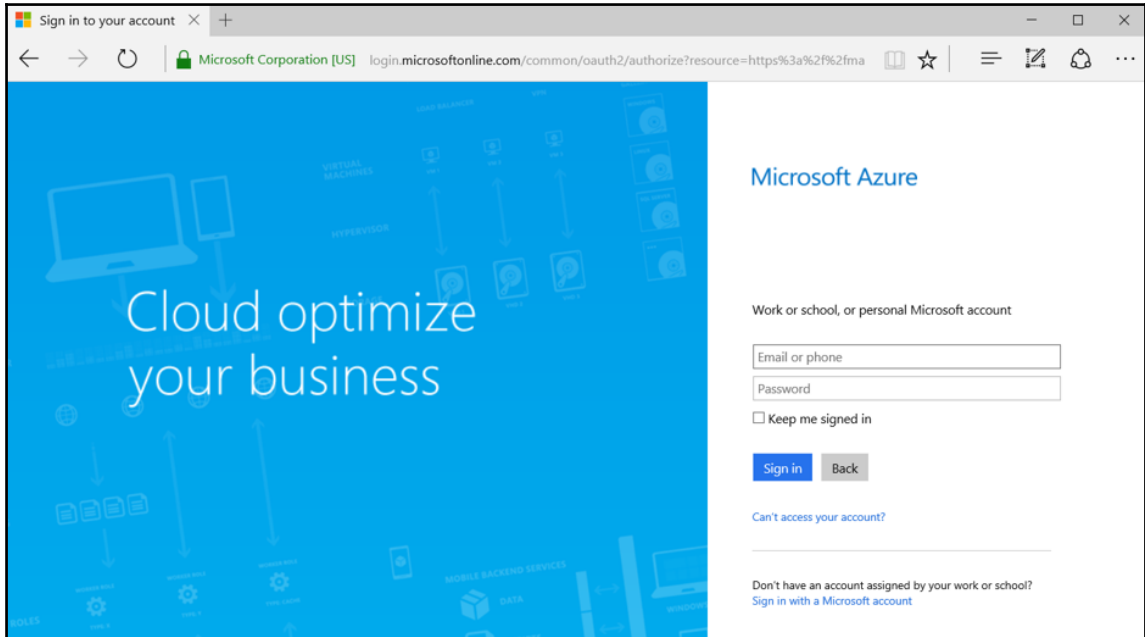 Sign in to your account
Microsoft Corporation [US] login.microsoftonline.com/common/oauth2/authorize?resource=https%3a%2f%2fma
LOAD BALANCER
VIRTUAL
MACHINES
HYPERVISOR
Microsoft Azure
Cloud optimize
your business
Work or school, or personal Microsoft account
Email or phone
Password
Keep me signed in
Sign in Back
Can't access your account?
MOBILE BACKEND SERVICES
DATA
ROLES
WINDOWS
Don't have an account assigned by your work or school?
Sign in with a Microsoft account